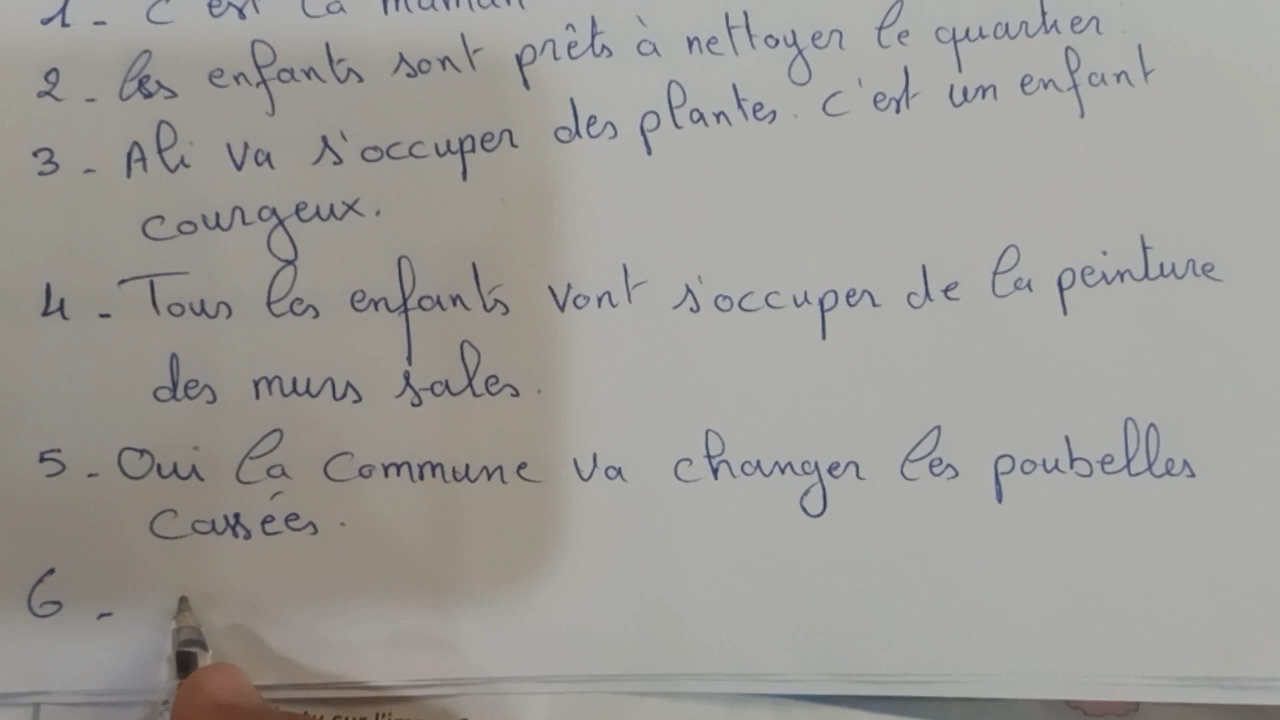 1 - C'est la maman
2 - les enfants sont prêts à nettoyer le quartier
3 - Ali va s'occuper des plantes. c'est un enfant
courgeux.
4 - Tous les enfants vont s'occuper de la peinture
des murs sales.
5 - Oui la commune va changer les poubelles
cassées.
6 -